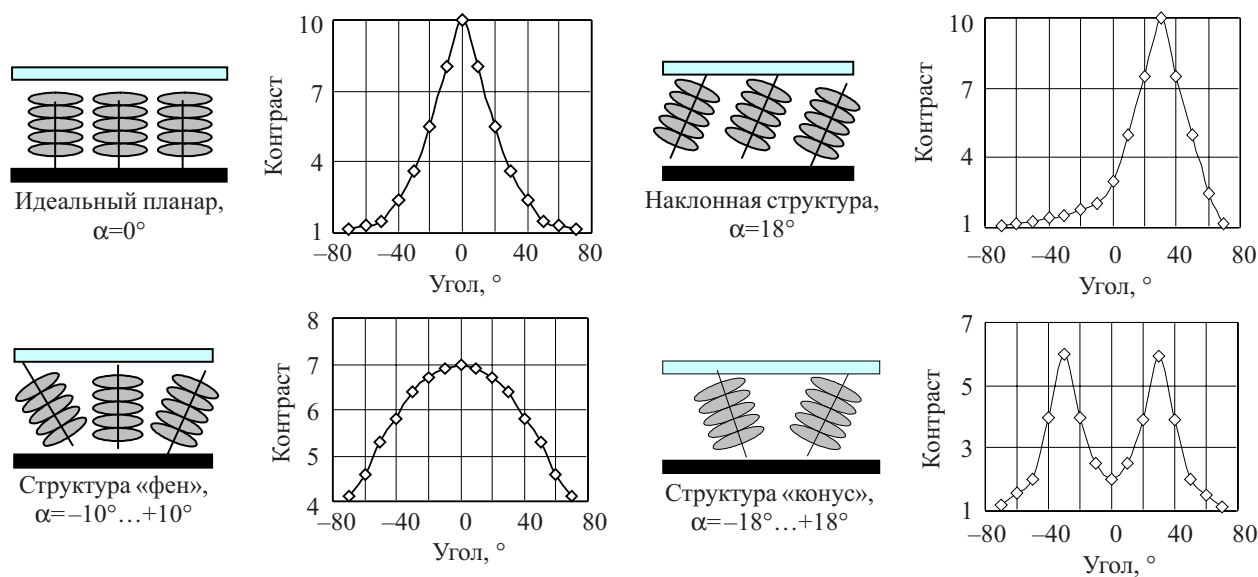 10
7
4
1
Контраст
–80
–40
0
40
80
Угол, °
Идеальный планар,
α=0°
10
7
4
1
Контраст
–80
–40
0
40
80
Угол, °
Наклонная структура,
α=18°
8
7
6
5
4
Контраст
–80
–40
0
40
80
Угол, °
Структура «фен»,
α=–10°...+10°
7
5
3
1
Контраст
–80
–40
0
40
80
Угол, °
Структура «конус»,
α=–18°...+18°